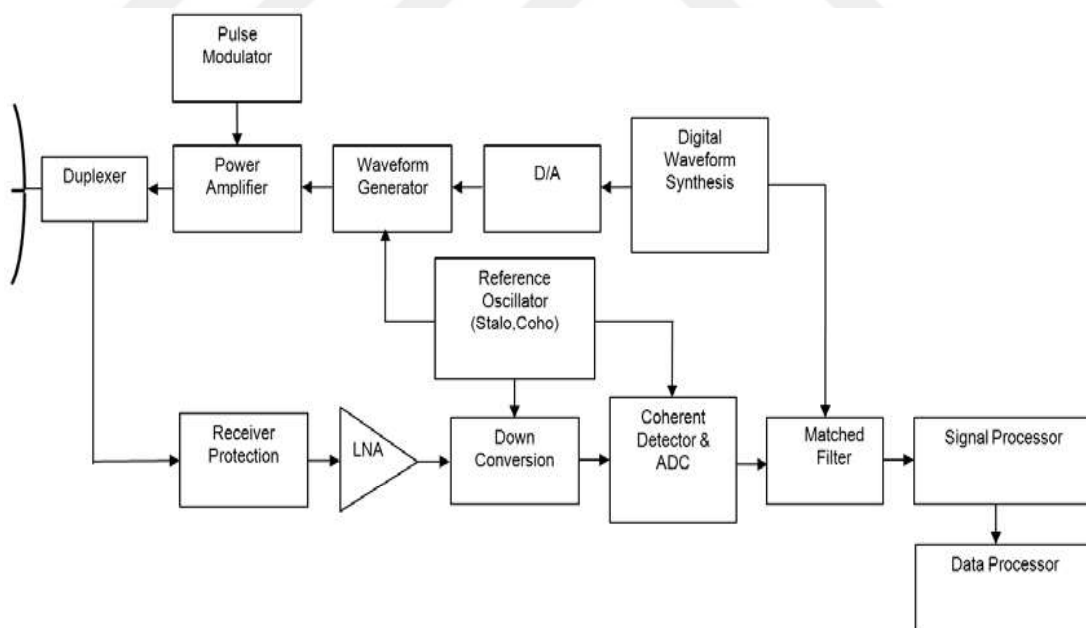 Pulse
Modulator
Duplexer
Power
Amplifier
Waveform
Generator
D/A
Digital
Waveform
Synthesis
Reference
Oscillator
(Stalo,Coho)
Receiver
Protection
LNA
Down
Conversion
Coherent
Detector &
ADC
Matched
Filter
Signal Processor
Data Processor